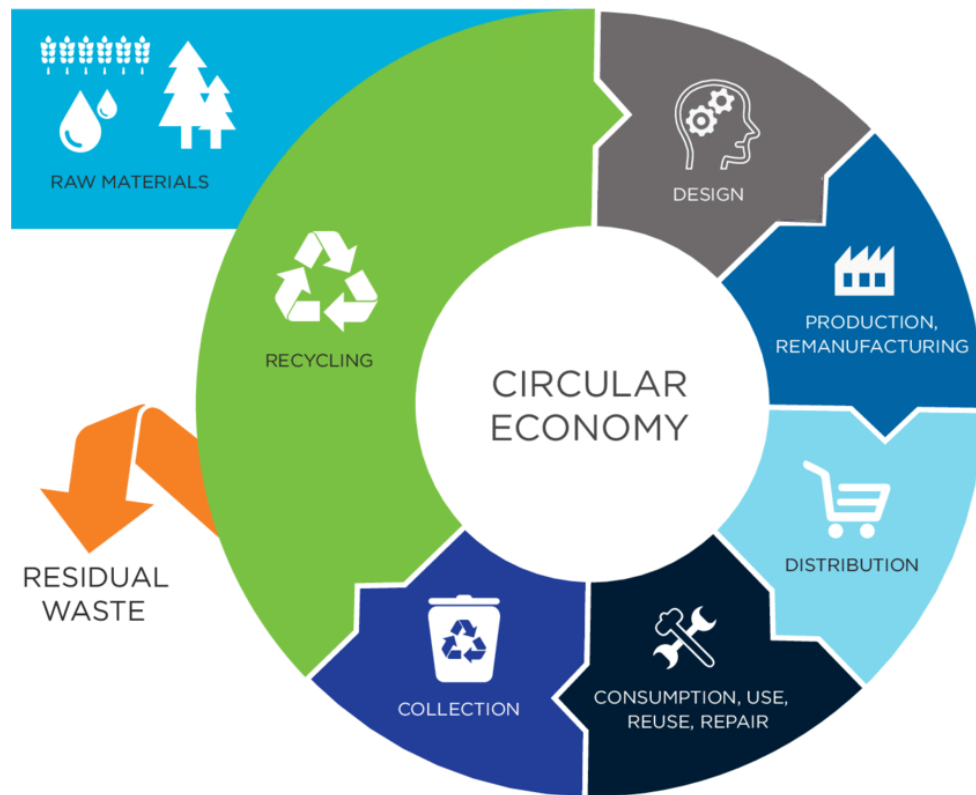 RAW MATERIALS
DESIGN
PRODUCTION,
REMANUFACTURING
RECYCLING
CIRCULAR
ECONOMY
DISTRIBUTION
RESIDUAL
WASTE
COLLECTION
CONSUMPTION, USE,
REUSE, REPAIR